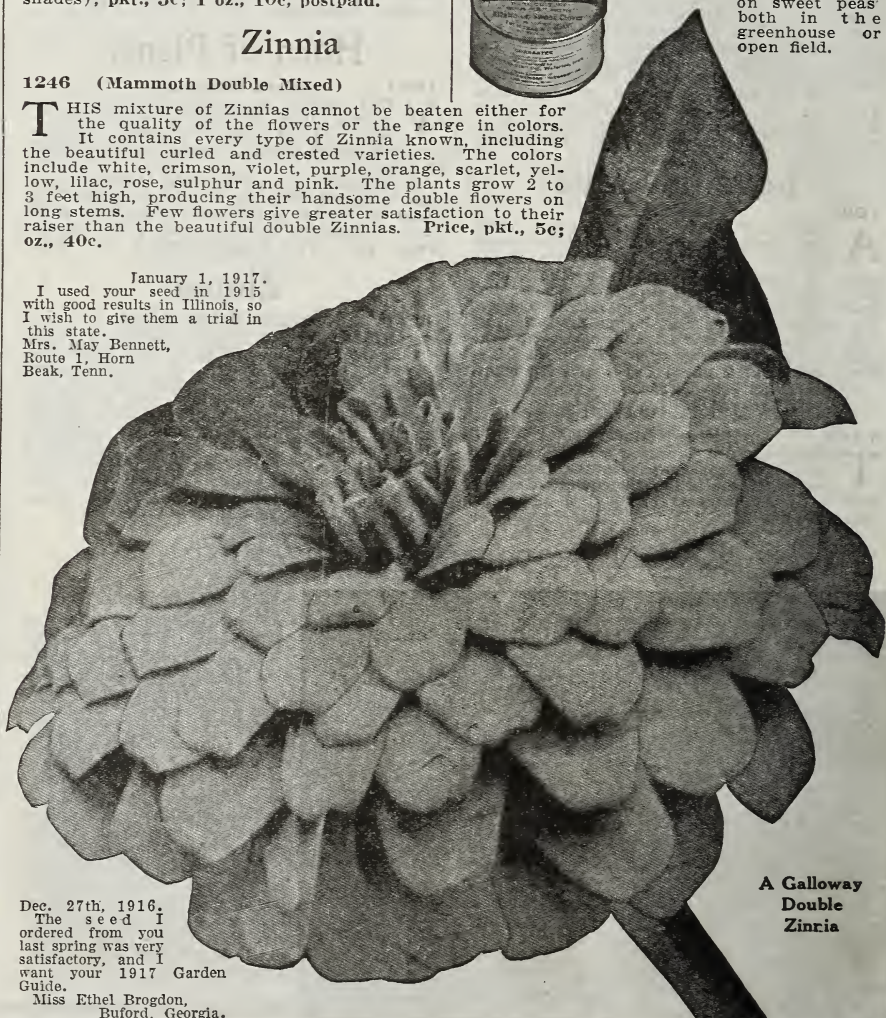 shades), pkt., 5c; 1 oz., 10c, postpaid.
Zinnia
1246 (Mammoth Double Mixed)
THIS mixture of Zinnias cannot be beaten either for
the quality of the flowers or the range in colors.
It contains every type of Zinnia known, including
the beautiful curled and crested varieties. The colors
include white, crimson, violet, purple, orange, scarlet, yel-
low, lilac, rose, sulphur and pink. The plants grow 2 to
3 feet high, producing their handsome double flowers on
long stems. Few flowers give greater satisfaction to their
raiser than the beautiful double Zinnias. Price, pkt., 5c;
oz., 40c.
on sweet peas
both in the
greenhouse or
open field.
January 1, 1917.
I used your seed in 1915
with good results in Illinois, so
I wish to give them a trial in
this state.
Mrs. May Bennett,
Route 1, Horn
Beak, Tenn.
Dec. 27th, 1916.
The seed I
ordered from you
last spring was very
satisfactory, and I
want your 1917 Garden
Guide.
Miss Ethel Brogdon,
Buford, Georgia.
A Galloway
Double
Zinnia